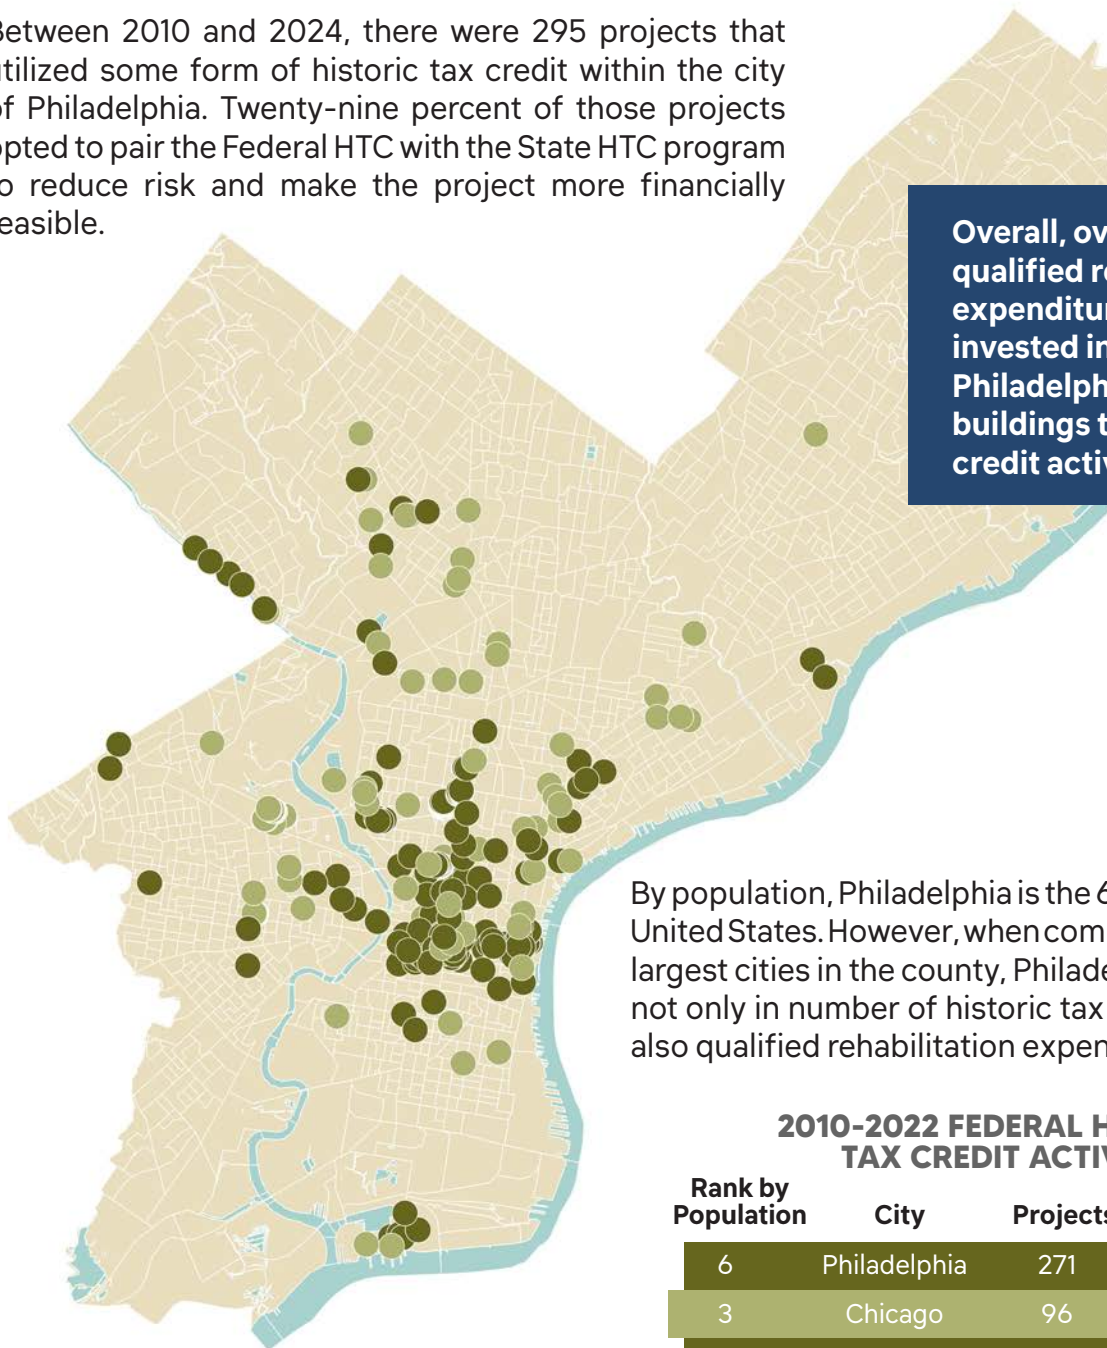 Between 2010 and 2024, there were 295 projects that
utilized some form of historic tax credit within the city
of Philadelphia. Twenty-nine percent of those projects
opted to pair the Federal HTC with the State HTC program
to reduce risk and make the project more financially
feasible.
Overall, ov
qualified re
expenditur
invested in
Philadelph
buildings t
credit activ
By population, Philadelphia is the 6
United States. However, when com
largest cities in the county, Philade
not only in number of historic tax
also qualified rehabilitation expen
2010-2022 FEDERAL H
TAX CREDIT ACTIV
Rank by
Population City Projects
6 Philadelphia 271
3 Chicago 96